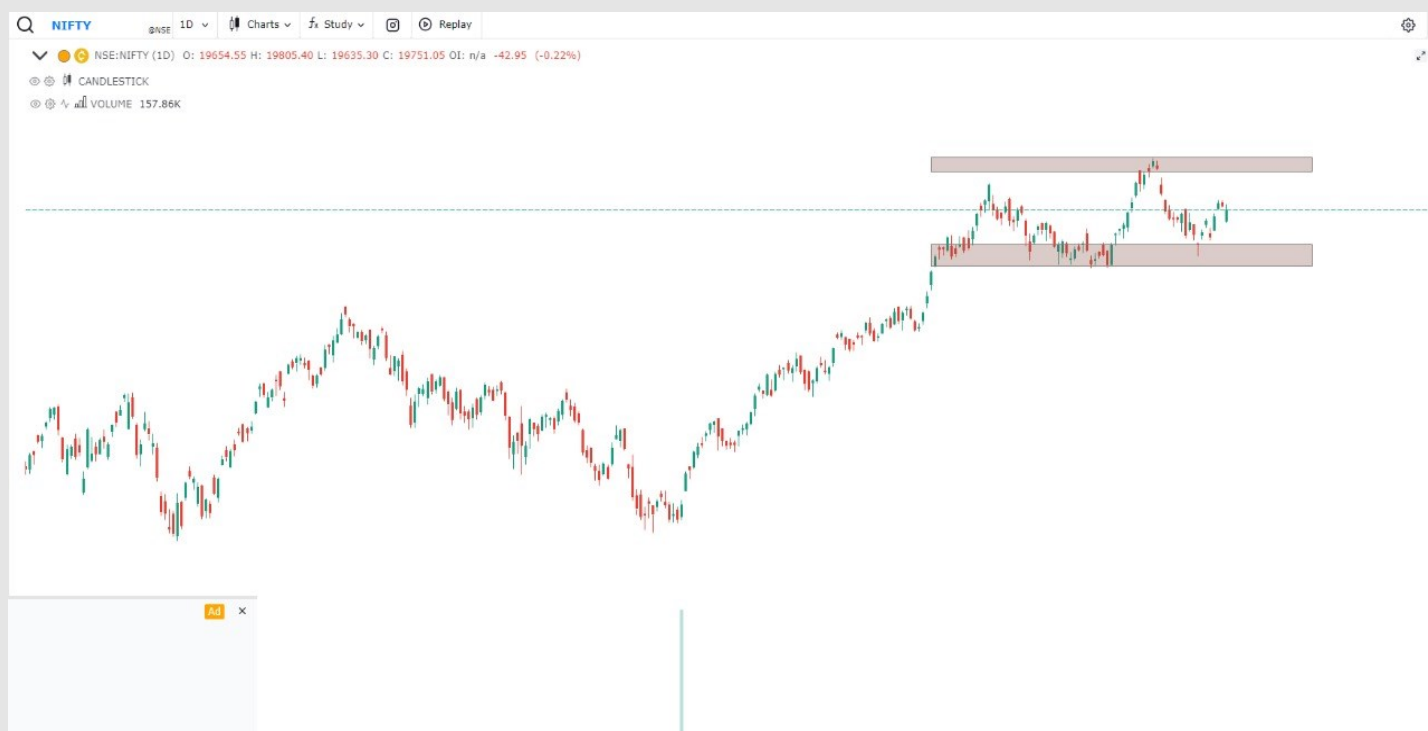 NIFTY @NSE 1D Charts fx Study Replay
NSE:NIFTY (1D) O: 19654.55 H: 19805.40 L: 19635.30 C: 19751.05 OI: n/a -42.95 (-0.22%)
CANDLESTICK
VOLUME 157.86K
Ad